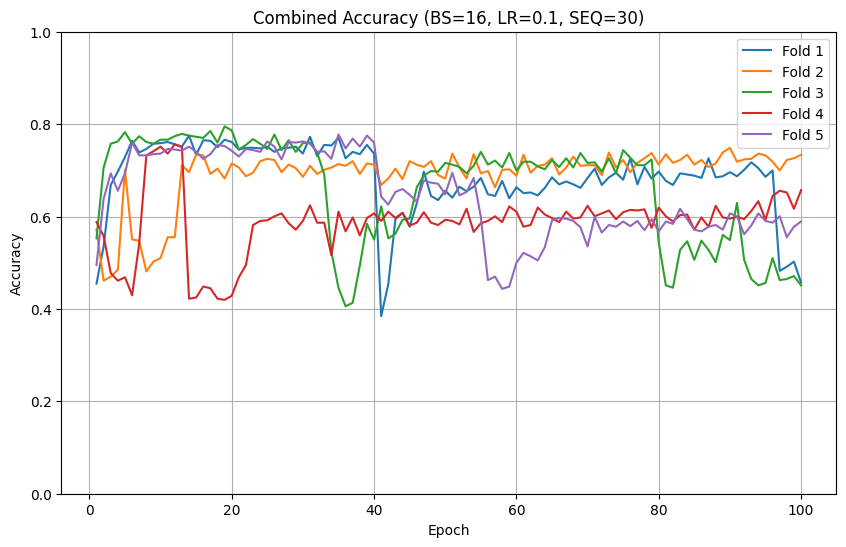 Combined Accuracy (BS=16, LR=0.1, SEQ=30)
1.0
0.8
0.6
0.4
0.2
0.0
Accuracy
Fold 1
Fold 2
Fold 3
Fold 4
Fold 5
0 20 40 60 80 100
Epoch